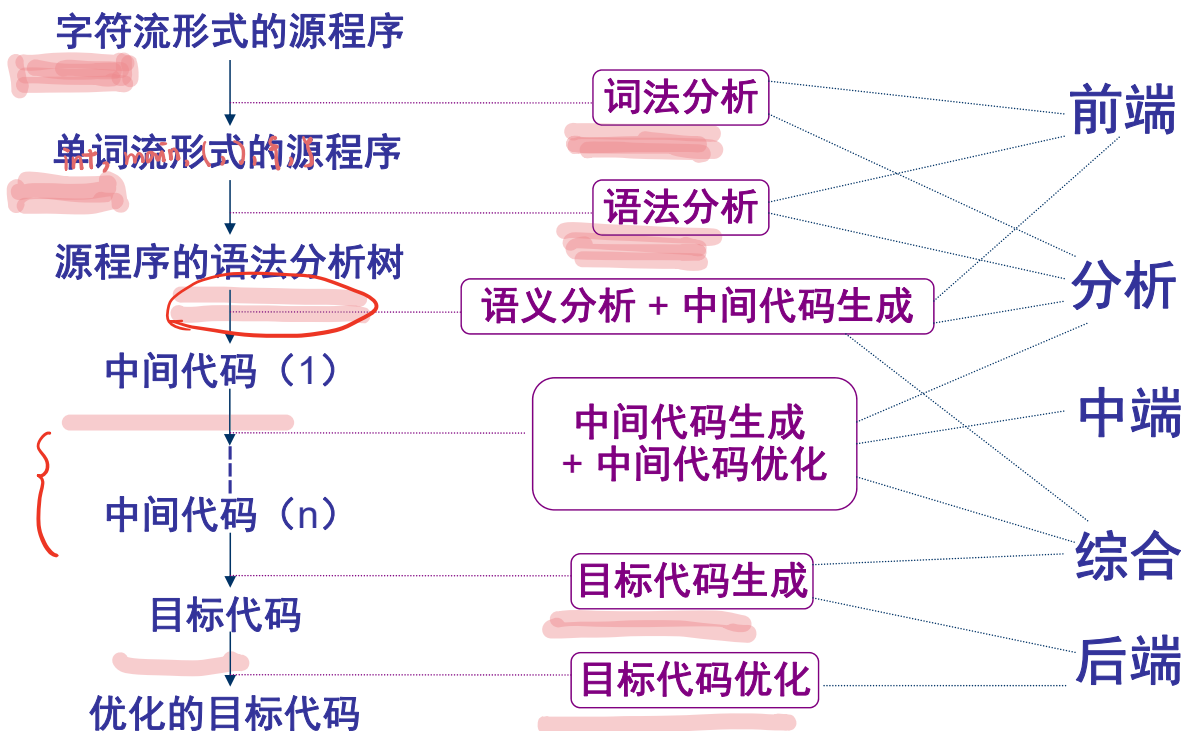 字符流形式的源程序
词法分析
前端
单词流形式的源程序
int, main, (, ), {, }
语法分析
源程序的语法分析树
语义分析 + 中间代码生成
分析
中间代码（1）
中间代码生成
+ 中间代码优化
中端
中间代码（n）
综合
目标代码生成
目标代码
后端
目标代码优化
优化的目标代码